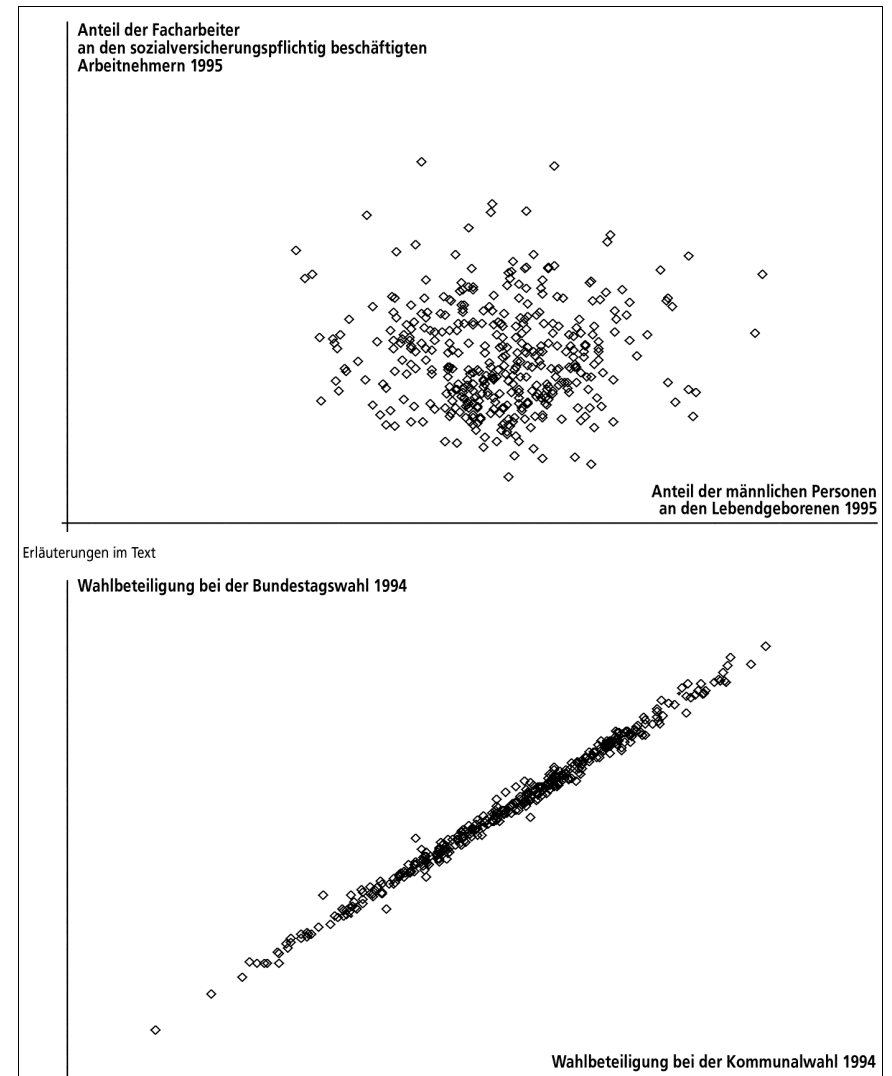 Anteil der Facharbeiter
an den sozialversicherungspflichtig beschäftigten
Arbeitnehmern 1995
Anteil der männlichen Personen
an den Lebendgeborenen 1995
Erläuterungen im Text
Wahlbeteiligung bei der Bundestagswahl 1994
Wahlbeteiligung bei der Kommunalwahl 1994